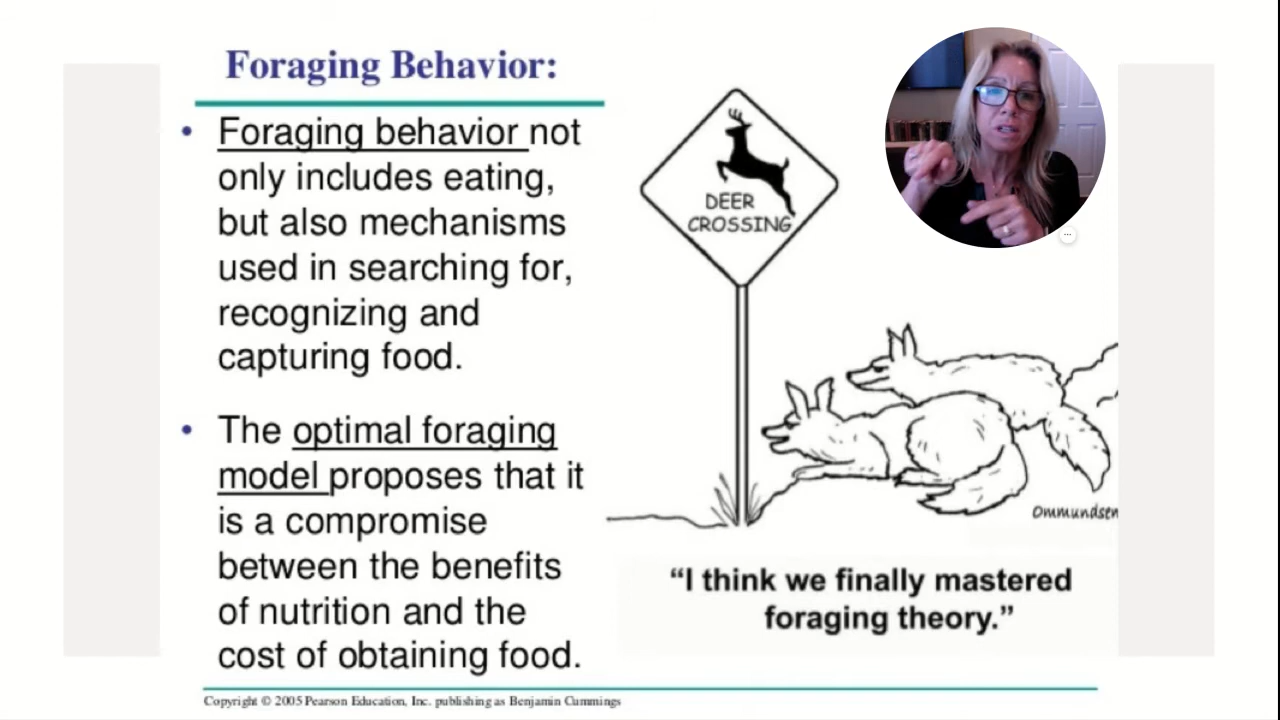 Foraging Behavior:
• Foraging behavior not
only includes eating,
but also mechanisms
used in searching for,
recognizing and
capturing food.
• The optimal foraging
model proposes that it
is a compromise
between the benefits
of nutrition and the
cost of obtaining food.
DEER
CROSSING
Ommundsen
“I think we finally mastered
foraging theory.”
Copyright © 2005 Pearson Education, Inc. publishing as Benjamin Cummings